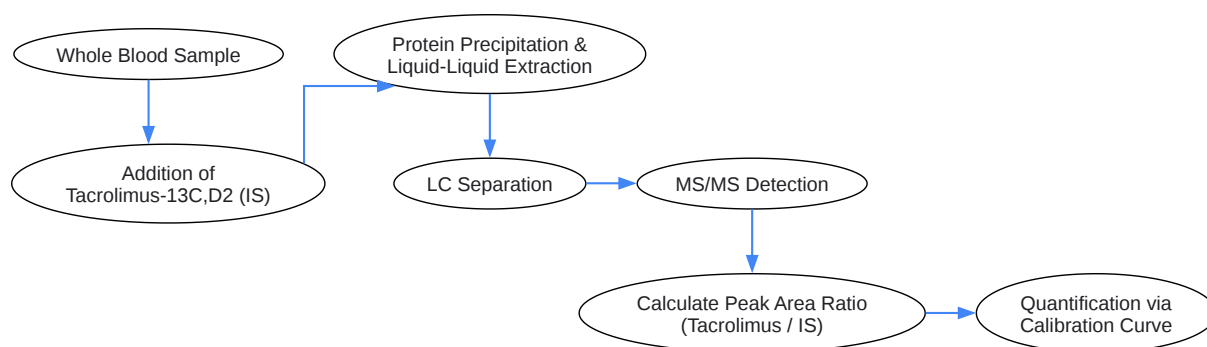 Whole Blood Sample
Addition of
Tacrolimus-13C,D2 (IS)
Protein Precipitation &
Liquid-Liquid Extraction
LC Separation
MS/MS Detection
Calculate Peak Area Ratio
(Tacrolimus / IS)
Quantification via
Calibration Curve